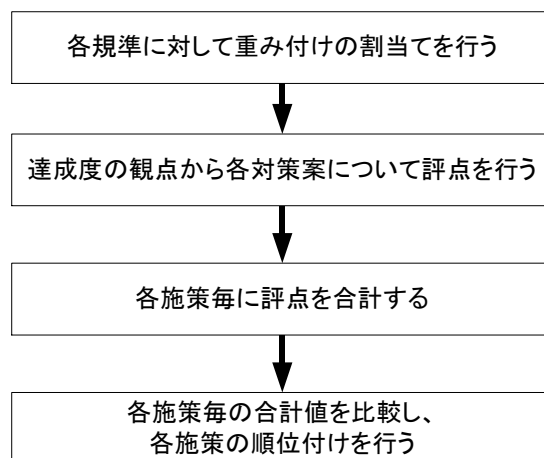 各規準に対して重み付けの割当てを行う
達成度の観点から各対策案について評点を行う
各施策毎に評点を合計する
各施策毎の合計値を比較し、
各施策の順位付けを行う